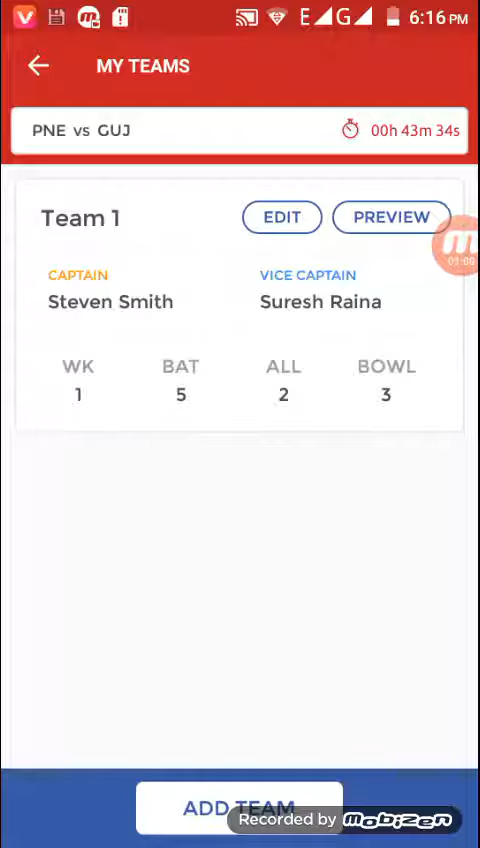 E G 6:16 PM
MY TEAMS
PNE vs GUJ 00h 43m 34s
Team 1 EDIT PREVIEW
CAPTAIN VICE CAPTAIN
Steven Smith Suresh Raina
WK BAT ALL BOWL
1 5 2 3
ADD TEAM
Recorded by mobizen